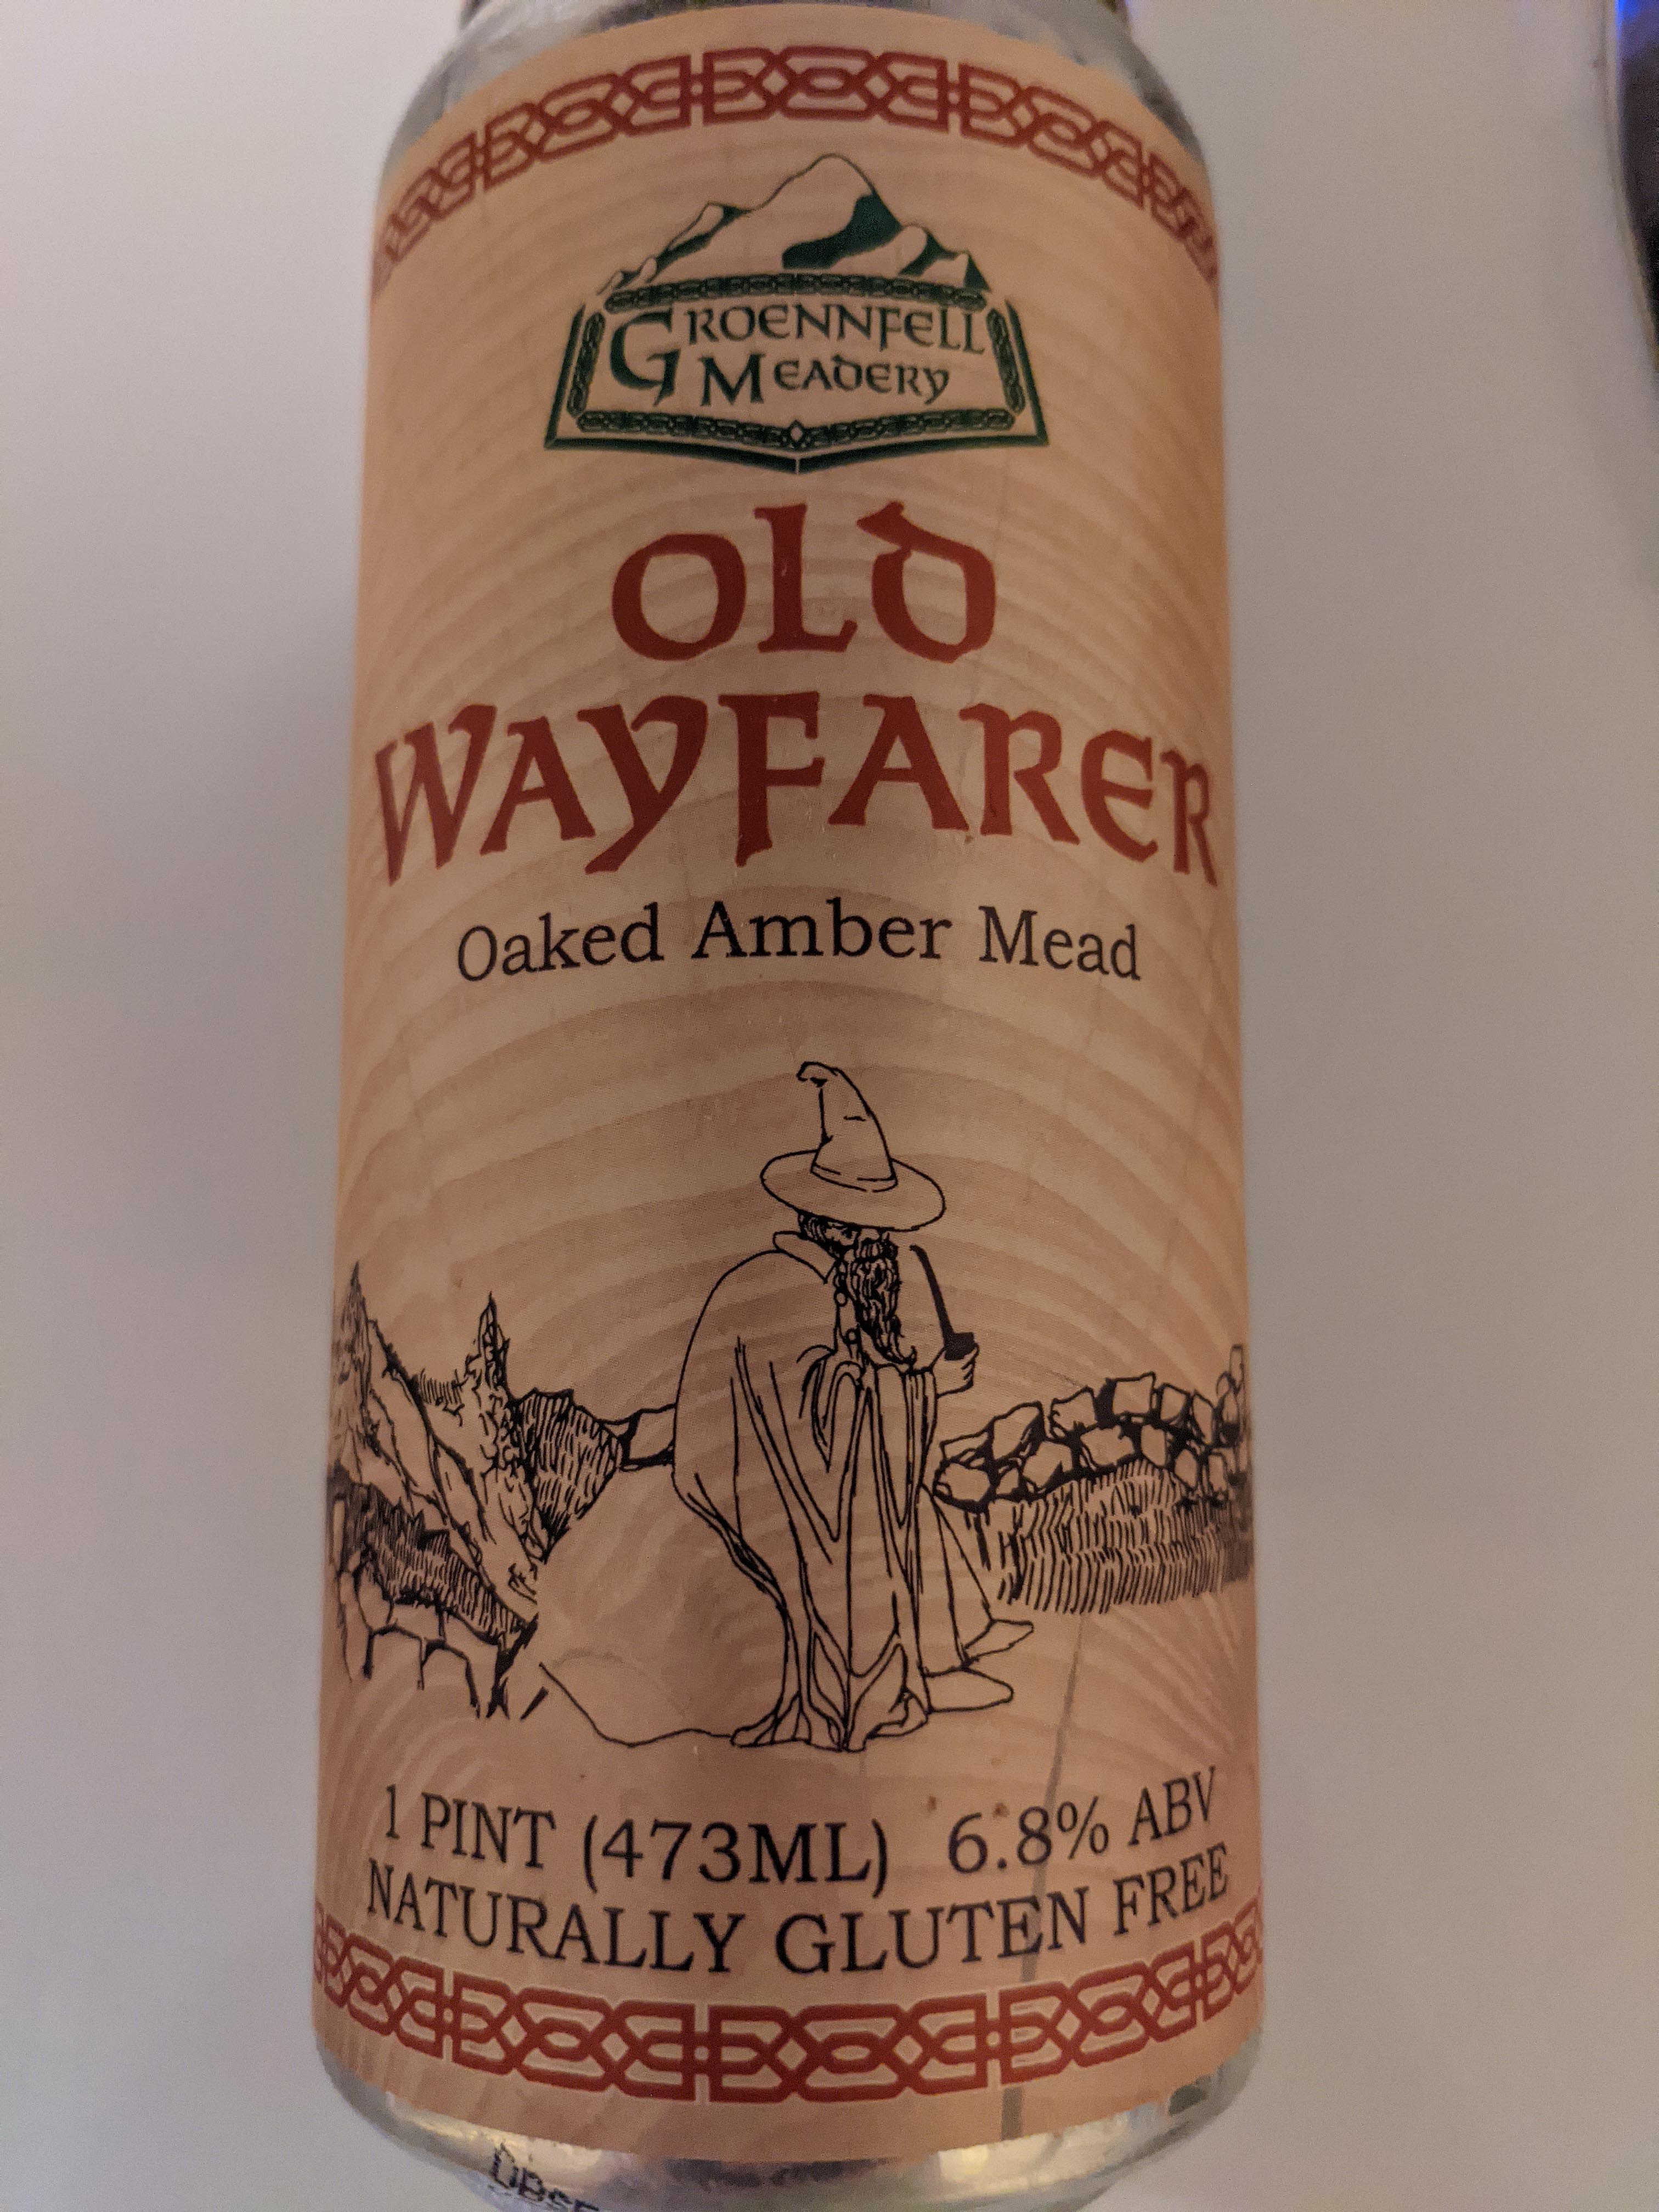 GROENNFELL
MEADERY
OLD
WAYFARER
Oaked Amber Mead
1 PINT (473ML) 6.8% ABV
NATURALLY GLUTEN FREE